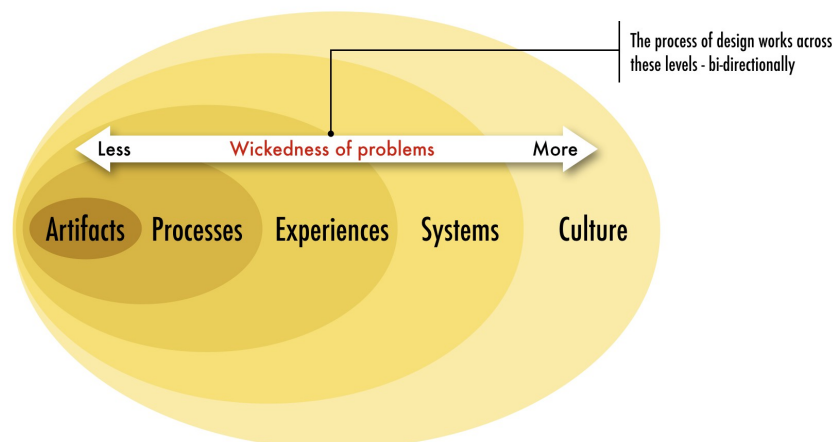 The process of design works across
these levels - bi-directionally
Less Wickedness of problems More
Artifacts Processes Experiences Systems Culture